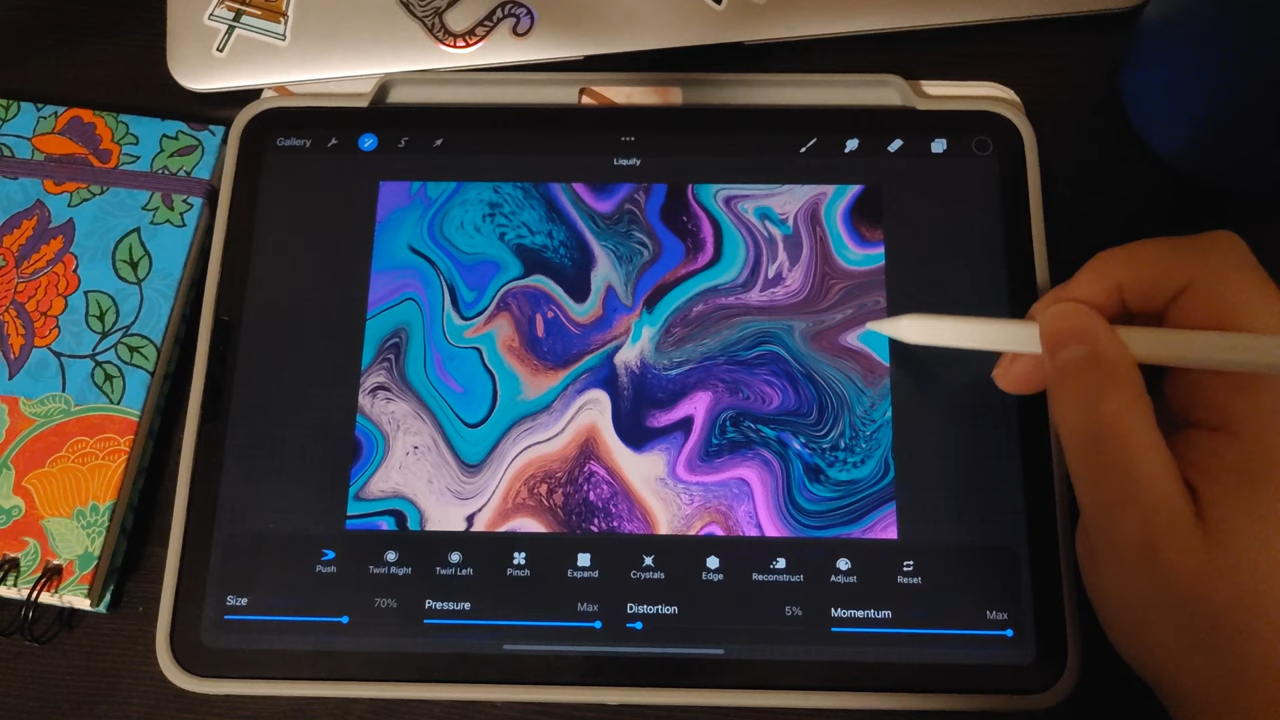 Gallery
Liquify
Push
Twirl Right
Twirl Left
Pinch
Expand
Crystals
Edge
Reconstruct
Adjust
Reset
Size 70%
Pressure Max
Distortion 5%
Momentum Max